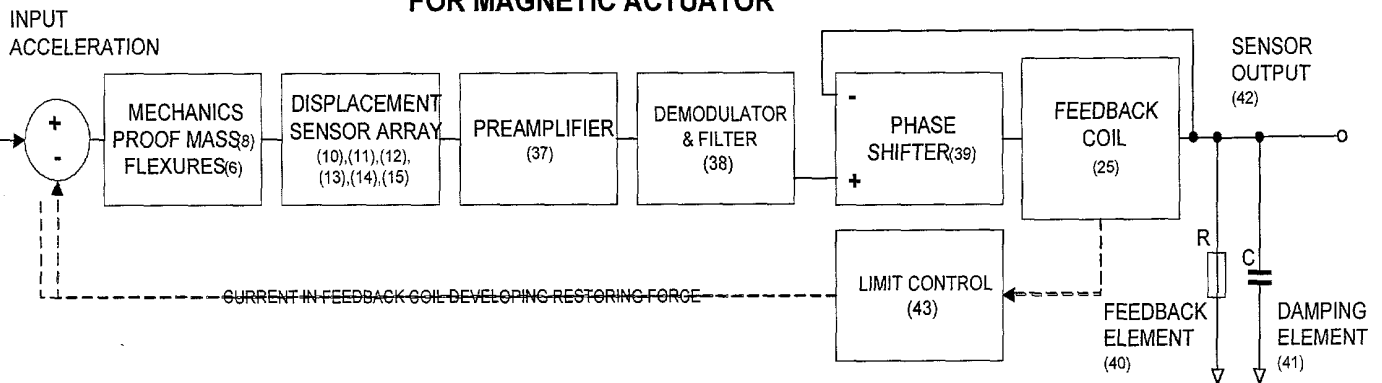 FOR MAGNETIC ACTUATOR
INPUT
ACCELERATION
+
-
MECHANICS
PROOF MASS(8)
FLEXURES(6)
DISPLACEMENT
SENSOR ARRAY
(10),(11),(12),
(13),(14),(15)
PREAMPLIFIER
(37)
DEMODULATOR
& FILTER
(38)
-
PHASE
SHIFTER(39)
+
FEEDBACK
COIL
(25)
SENSOR
OUTPUT
(42)
LIMIT CONTROL
(43)
CURRENT IN FEEDBACK COIL DEVELOPING RESTORING FORCE
R
FEEDBACK
ELEMENT
(40)
C
DAMPING
ELEMENT
(41)